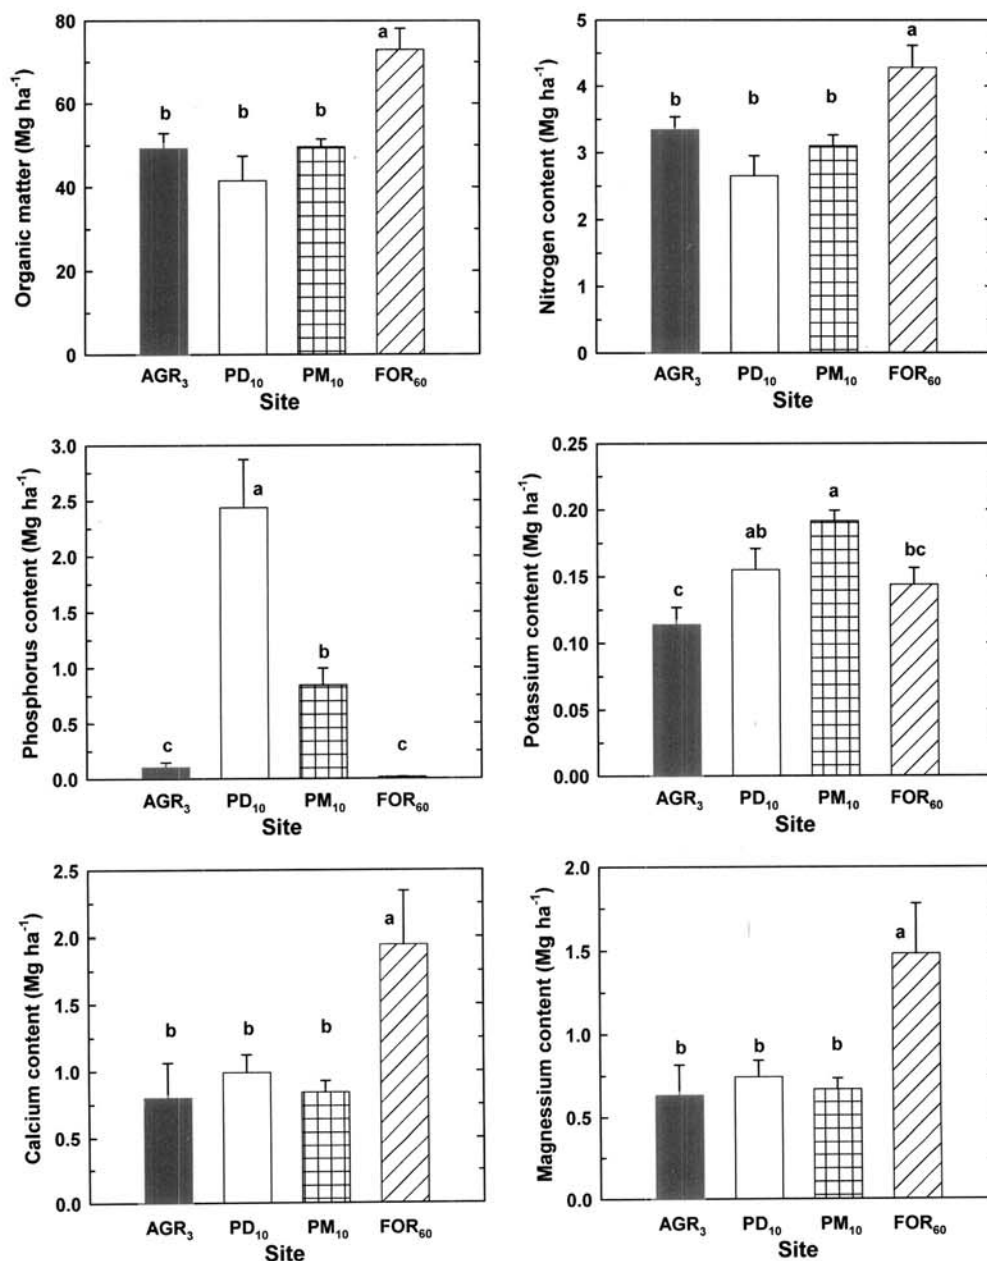 Organic matter (Mg ha⁻¹)
80
60
40
20
0
a
b b b
AGR₃ PD₁₀ PM₁₀ FOR₆₀
Site
Nitrogen content (Mg ha⁻¹)
5
4
3
2
1
0
a
b b b
AGR₃ PD₁₀ PM₁₀ FOR₆₀
Site
Phosphorus content (Mg ha⁻¹)
3.0
2.5
2.0
1.5
1.0
0.5
0.0
a
b
c c
AGR₃ PD₁₀ PM₁₀ FOR₆₀
Site
Potassium content (Mg ha⁻¹)
0.25
0.20
0.15
0.10
0.05
0.00
a
ab
bc
c
AGR₃ PD₁₀ PM₁₀ FOR₆₀
Site
Calcium content (Mg ha⁻¹)
2.5
2.0
1.5
1.0
0.5
0.0
a
b b b
AGR₃ PD₁₀ PM₁₀ FOR₆₀
Site
Magnessium content (Mg ha⁻¹)
2.0
1.5
1.0
0.5
0.0
a
b b b
AGR₃ PD₁₀ PM₁₀ FOR₆₀
Site